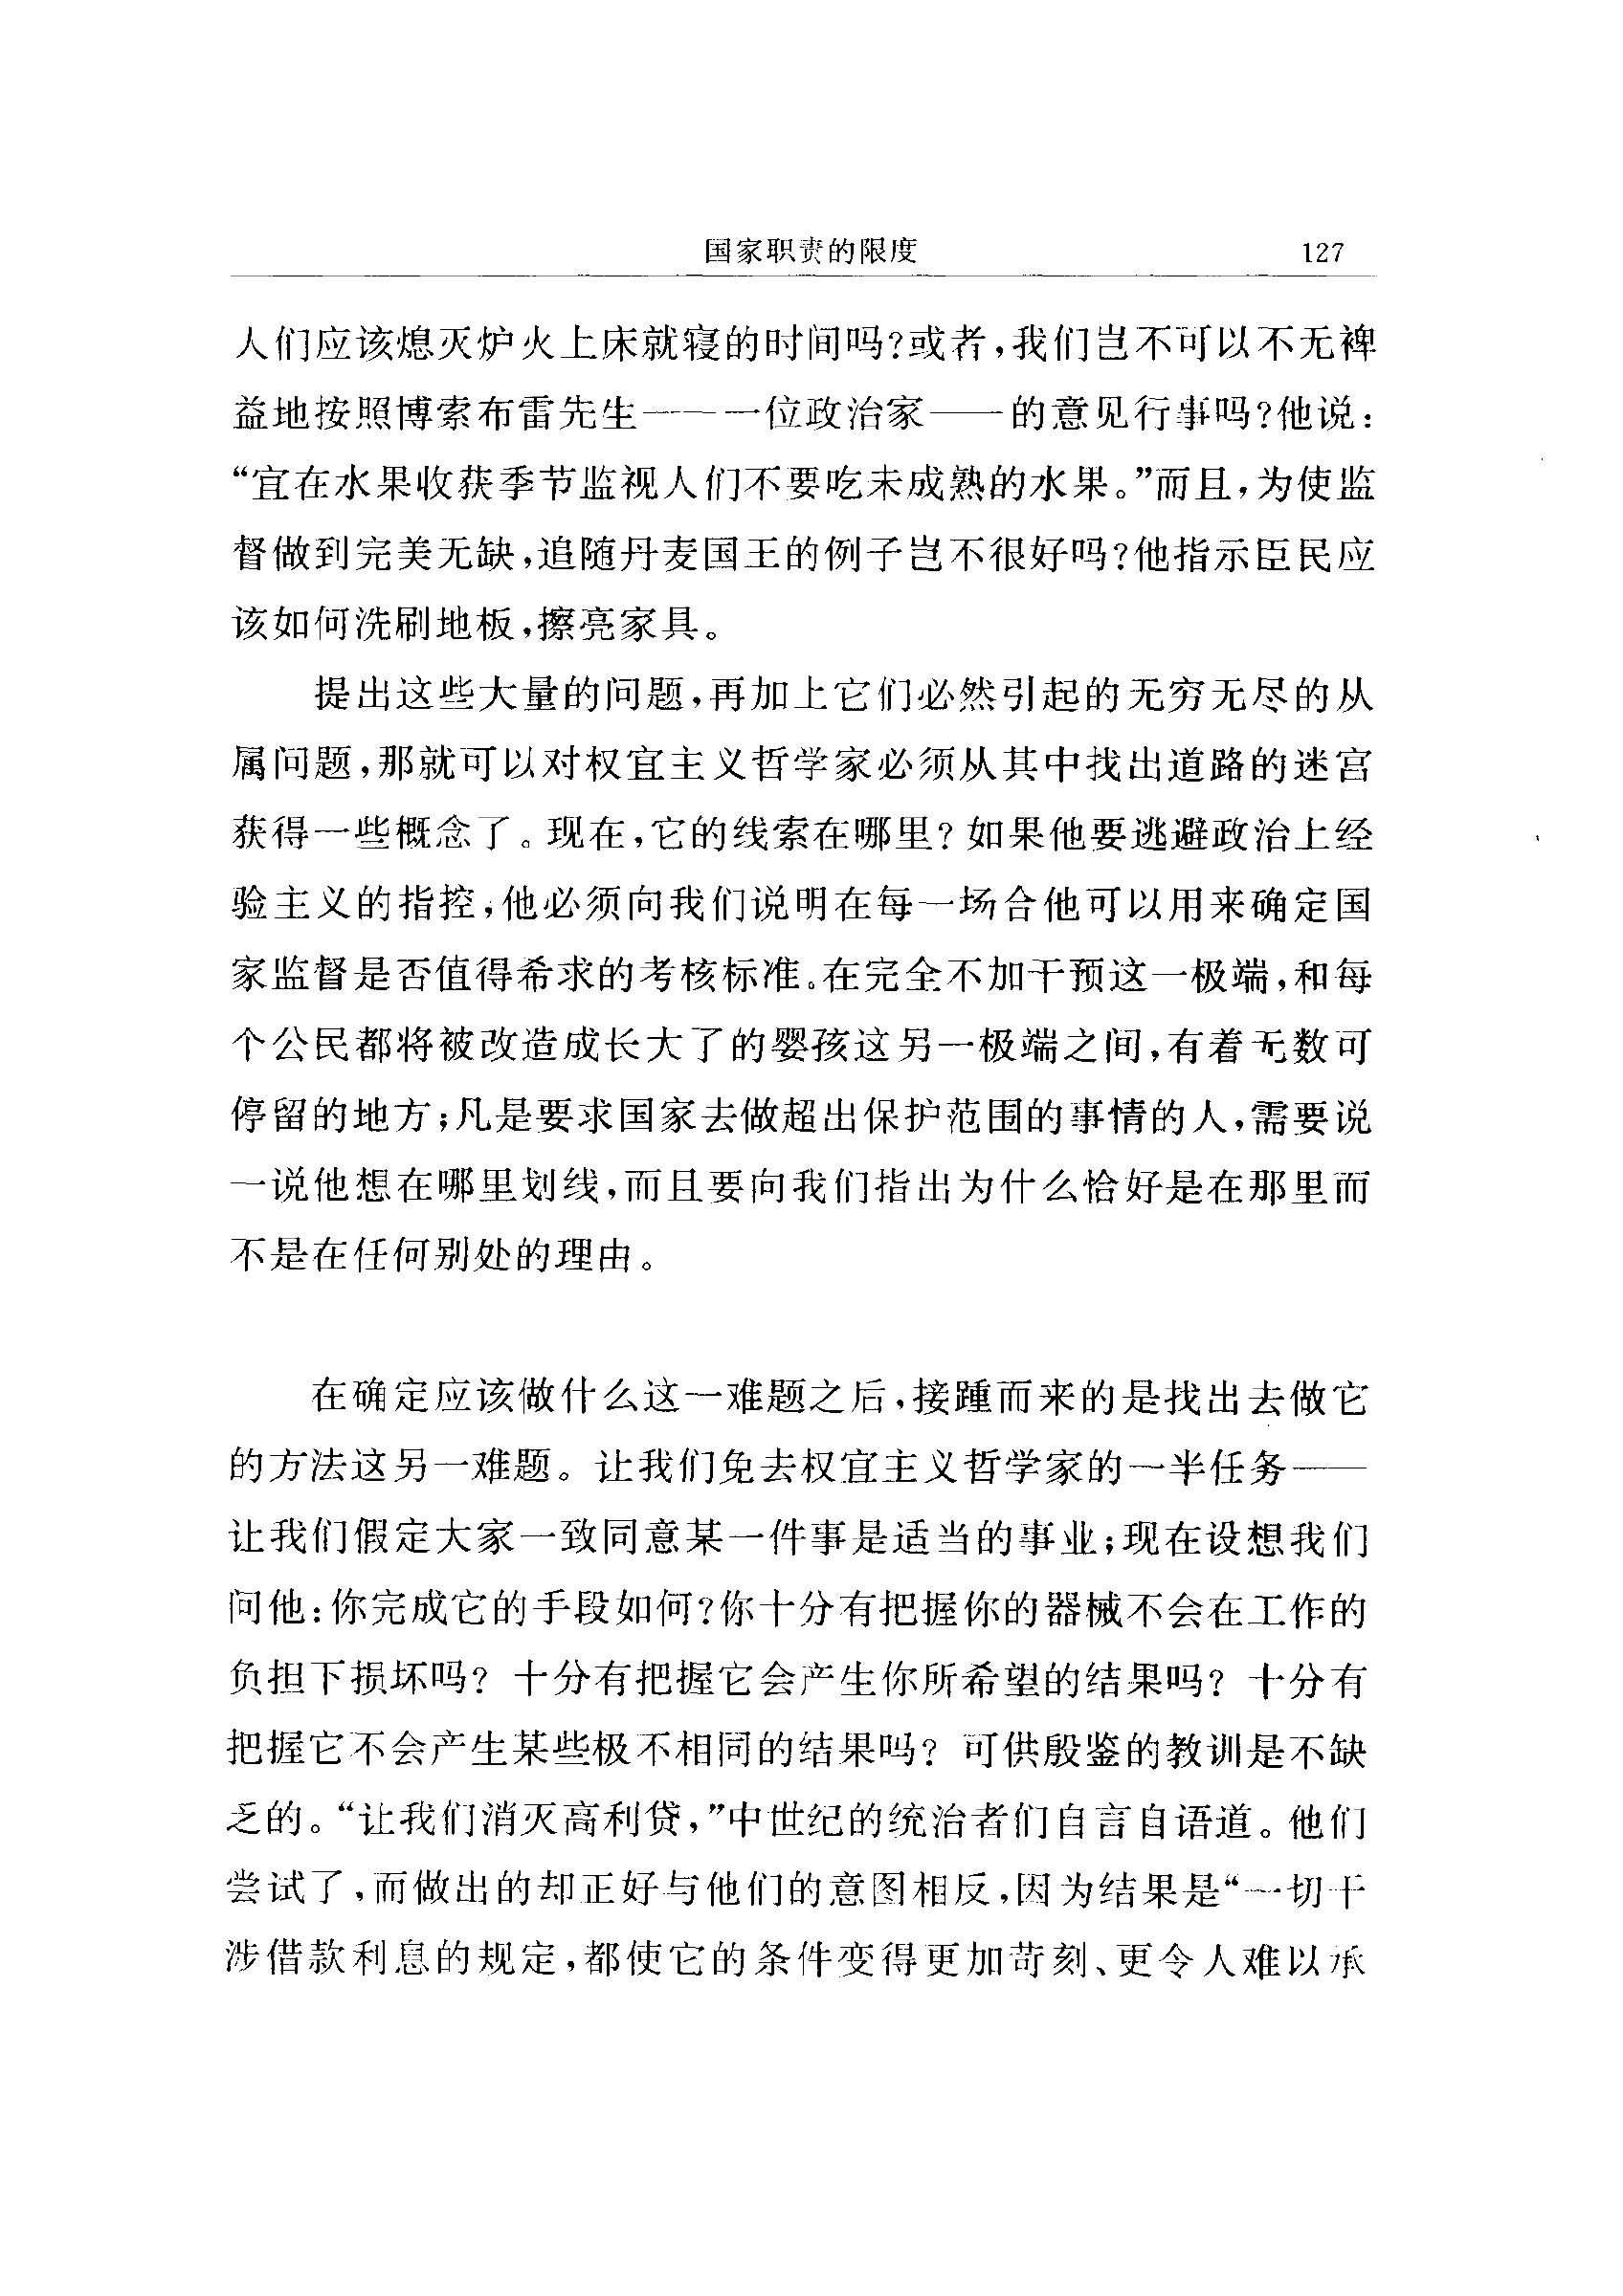 国家职责的限度 127
人们应该熄灭炉火上床就寝的时间吗?或者,我们岂不可以不无裨
益地按照博索布雷先生——一位政治家——的意见行事吗?他说:
“宜在水果收获季节监视人们不要吃未成熟的水果。”而且,为使监
督做到完美无缺,追随丹麦国王的例子岂不很好吗?他指示臣民应
该如何洗刷地板,擦亮家具。
提出这些大量的问题,再加上它们必然引起的无穷无尽的从
属问题,那就可以对权宜主义哲学家必须从其中找出道路的迷宫
获得一些概念了。现在,它的线索在哪里?如果他要逃避政治上经
验主义的指控,他必须向我们说明在每一场合他可以用来确定国
家监督是否值得希求的考核标准。在完全不加干预这一极端,和每
个公民都将被改造成长大了的婴孩这另一极端之间,有着无数可
停留的地方;凡是要求国家去做超出保护范围的事情的人,需要说
一说他想在哪里划线,而且要向我们指出为什么恰好是在那里而
不是在任何别处的理由。
在确定应该做什么这一难题之后,接踵而来的是找出去做它
的方法这另一难题。让我们免去权宜主义哲学家的一半任务——
让我们假定大家一致同意某一件事是适当的事业;现在设想我们
问他:你完成它的手段如何?你十分有把握你的器械不会在工作的
负担下损坏吗?十分有把握它会产生你所希望的结果吗?十分有
把握它不会产生某些极不相同的结果吗?可供殷鉴的教训是不缺
乏的。“让我们消灭高利贷,”中世纪的统治者们自言自语道。他们
尝试了,而做出的却正好与他们的意图相反,因为结果是“一切干
涉借款利息的规定,都使它的条件变得更加苛刻、更令人难以承